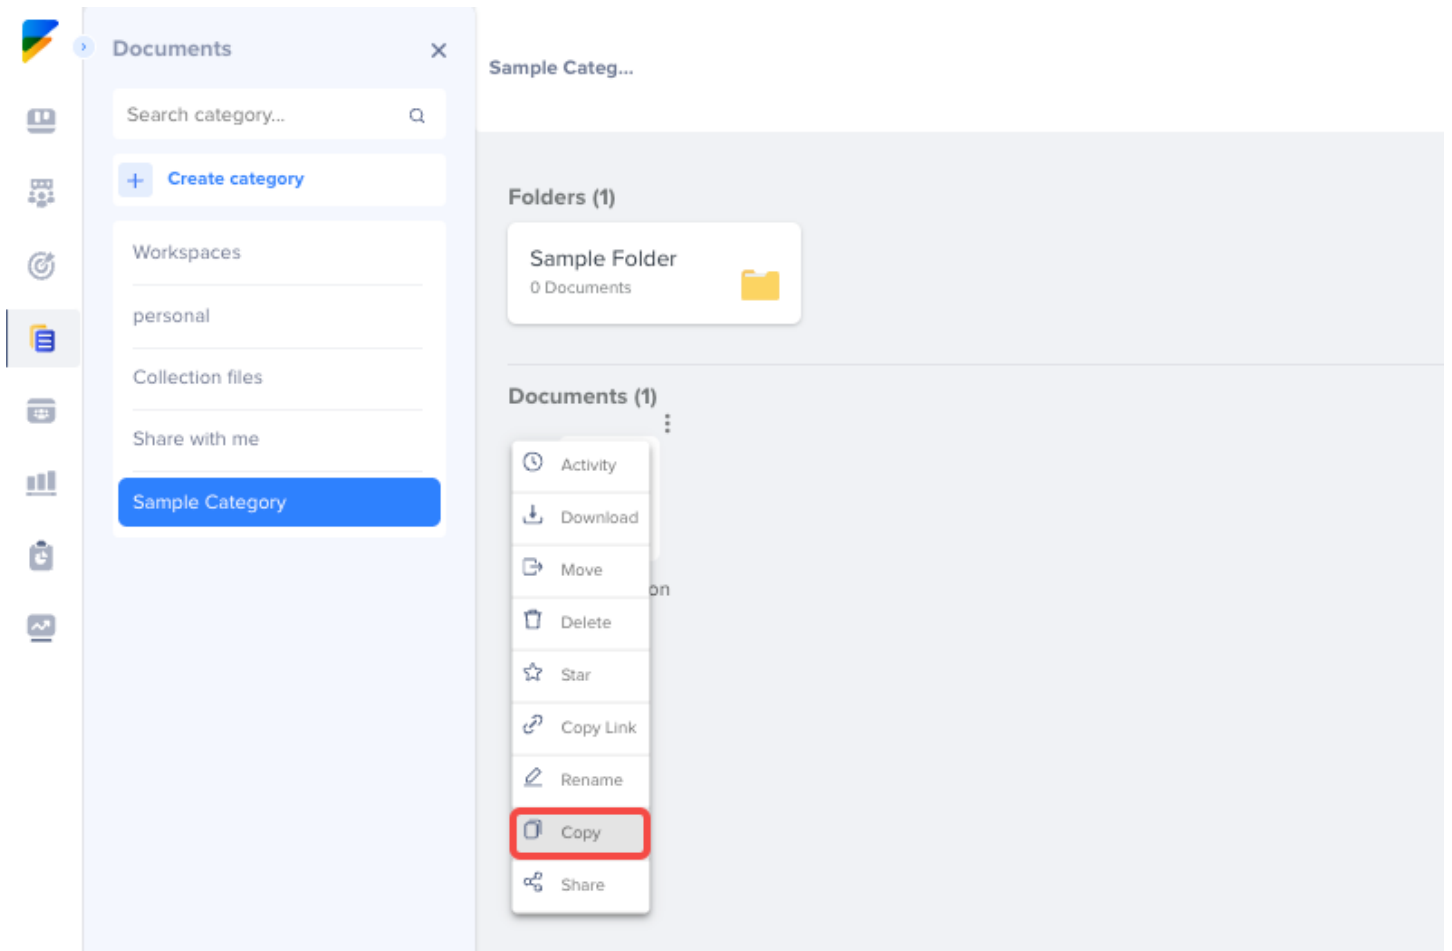 Documents
Search category...
Create category
Workspaces
personal
Collection files
Share with me
Sample Category
Sample Categ...
Folders (1)
Sample Folder
0 Documents
Documents (1)
Activity
Download
Move
on
Delete
Star
Copy Link
Rename
Copy
Share